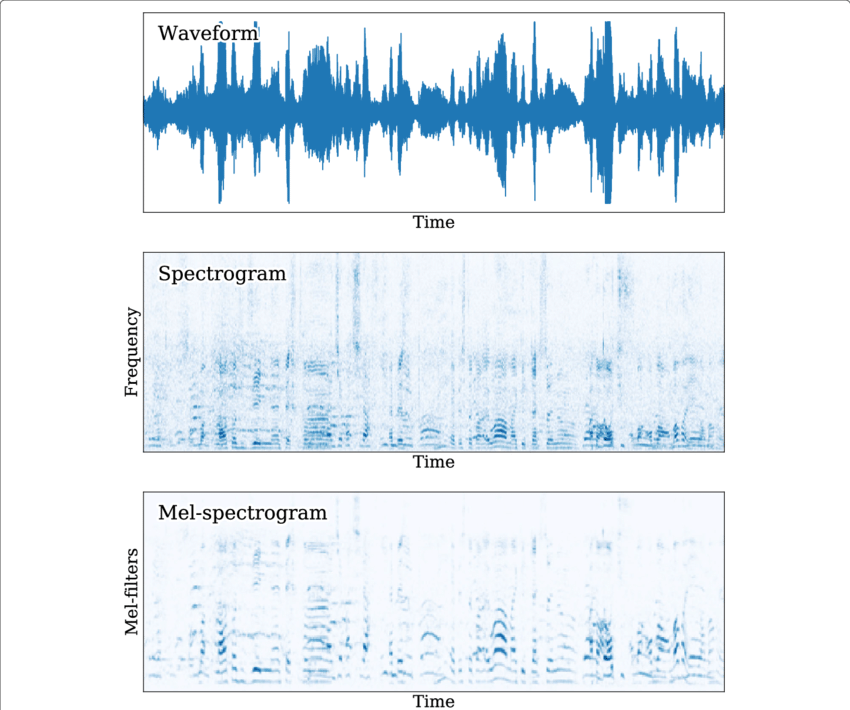 Waveform
Time
Spectrogram
Frequency
Time
Mel-spectrogram
Mel-filters
Time